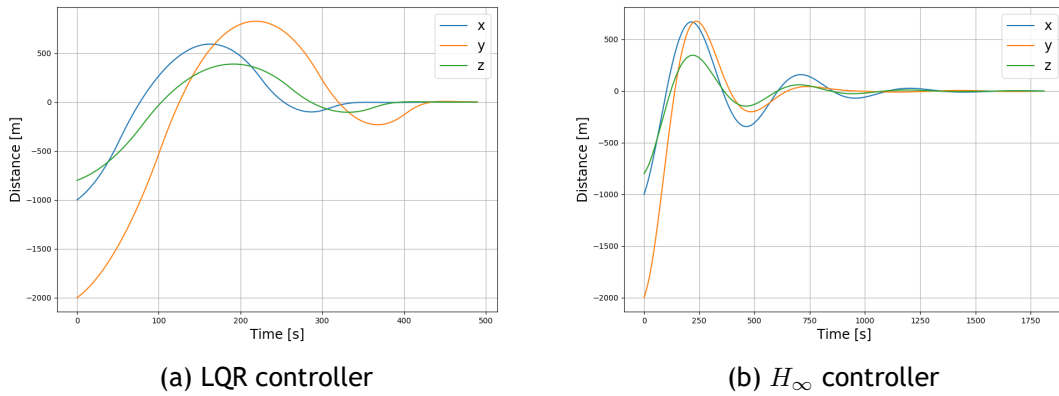 x
y
z
500
0
−500
−1000
−1500
−2000
Distance [m]
0
100
200
300
400
500
Time [s]
(a) LQR controller
x
y
z
500
0
−500
−1000
−1500
−2000
Distance [m]
0
250
500
750
1000
1250
1500
1750
Time [s]
(b) H∞ controller